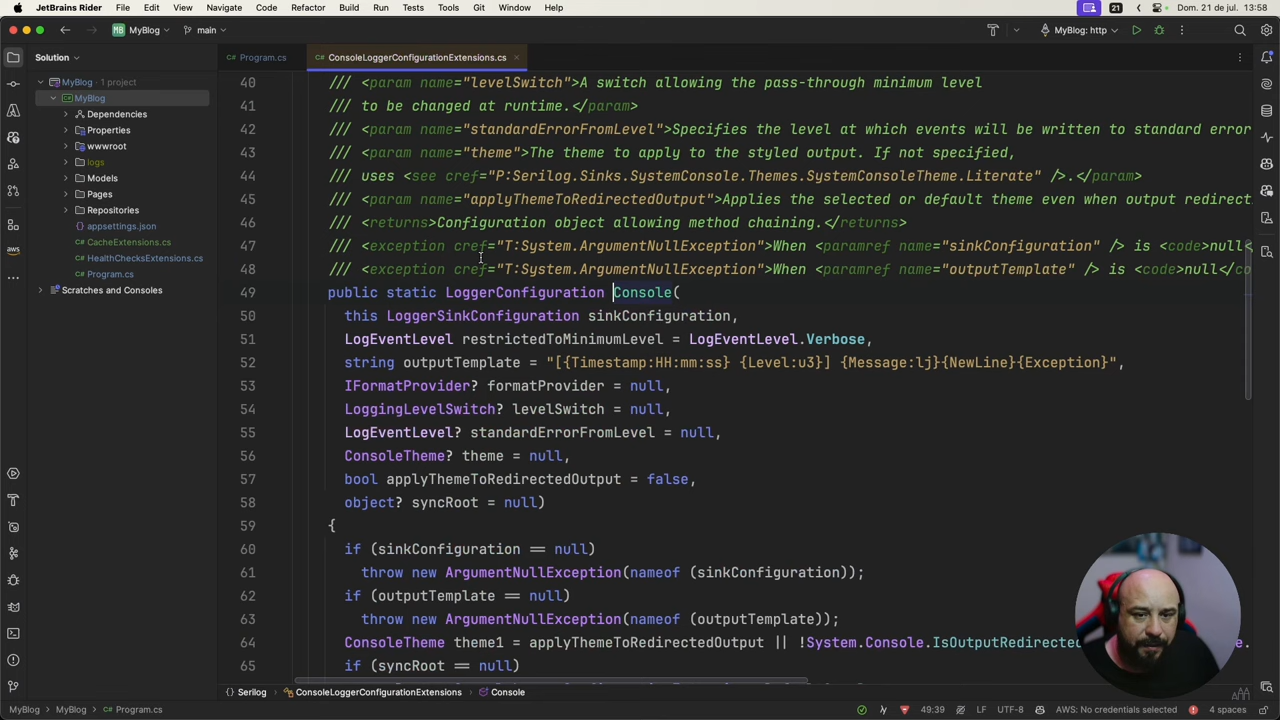 JetBrains Rider File Edit View Navigate Code Refactor Build Run Tests Tools Git Window Help 21 Dom. 21 de jul. 13:58
MB MyBlog main MyBlog: http
Solution
C# Program.cs
C# ConsoleLoggerConfigurationExtensions.cs
MyBlog 1 project
MyBlog
Dependencies
Properties
wwwroot
logs
Models
Pages
Repositories
appsettings.json
C# CacheExtensions.cs
C# HealthChecksExtensions.cs
C# Program.cs
Scratches and Consoles
aws
40 /// <param name="levelSwitch">A switch allowing the pass-through minimum level
41 /// to be changed at runtime.</param>
42 /// <param name="standardErrorFromLevel">Specifies the level at which events will be written to standard error
43 /// <param name="theme">The theme to apply to the styled output. If not specified,
44 /// uses <see cref="P:Serilog.Sinks.SystemConsole.Themes.SystemConsoleTheme.Literate" />.</param>
45 /// <param name="applyThemeToRedirectedOutput">Applies the selected or default theme even when output redirec
46 /// <returns>Configuration object allowing method chaining.</returns>
47 /// <exception cref="T:System.ArgumentNullException">When <paramref name="sinkConfiguration" /> is <code>null
48 /// <exception cref="T:System.ArgumentNullException">When <paramref name="outputTemplate" /> is <code>null</co
49 public static LoggerConfiguration Console(
50 this LoggerSinkConfiguration sinkConfiguration,
51 LogEventLevel restrictedToMinimumLevel = LogEventLevel.Verbose,
52 string outputTemplate = "[{Timestamp:HH:mm:ss} {Level:u3}] {Message:lj}{NewLine}{Exception}",
53 IFormatProvider? formatProvider = null,
54 LoggingLevelSwitch? levelSwitch = null,
55 LogEventLevel? standardErrorFromLevel = null,
56 ConsoleTheme? theme = null,
57 bool applyThemeToRedirectedOutput = false,
58 object? syncRoot = null)
59 {
60 if (sinkConfiguration == null)
61 throw new ArgumentNullException(nameof (sinkConfiguration));
62 if (outputTemplate == null)
63 throw new ArgumentNullException(nameof (outputTemplate));
64 ConsoleTheme theme1 = applyThemeToRedirectedOutput || !System.Console.IsOutputRedirected
65 if (syncRoot == null)
Serilog ConsoleLoggerConfigurationExtensions Console
MyBlog MyBlog C# Program.cs 49:39 LF UTF-8 AWS: No credentials selected 4 spaces